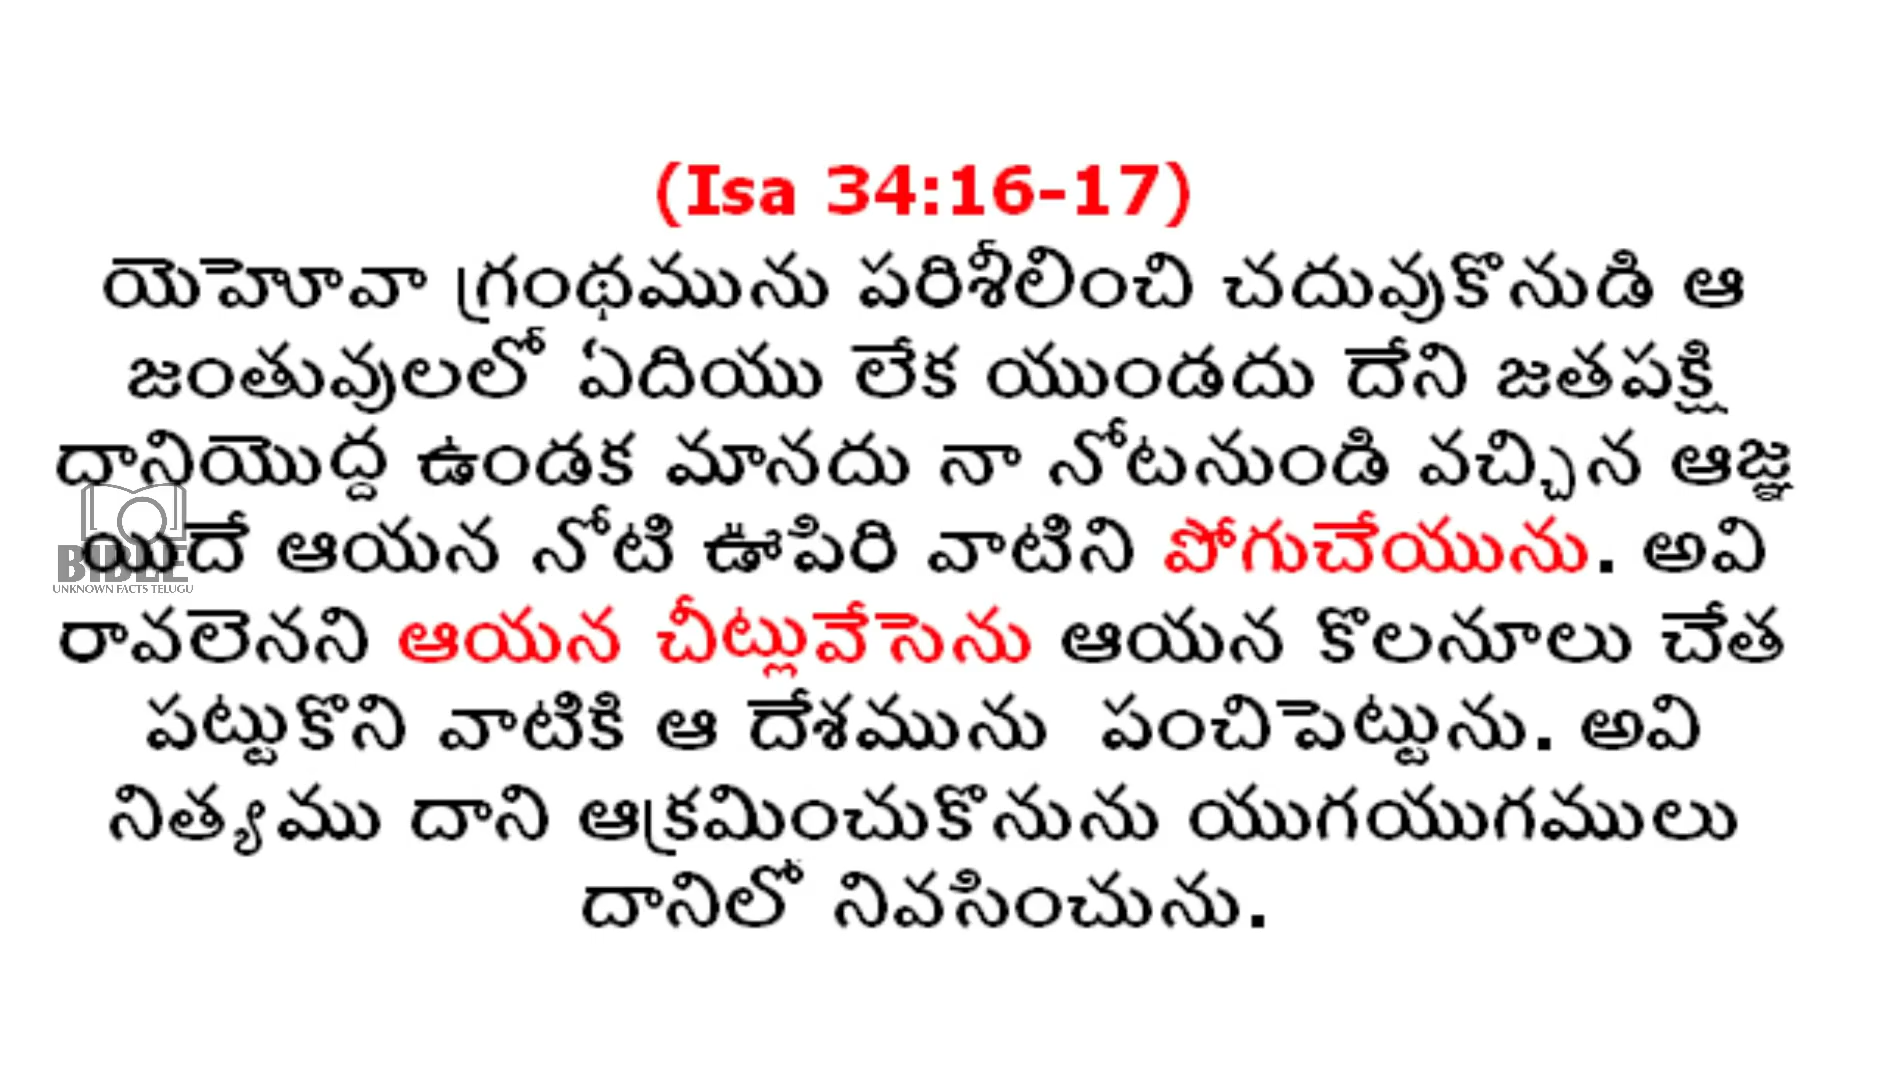 (Isa 34:16-17)
యెహోవా గ్రంథమును పరిశీలించి చదువుకొనుడి ఆ
జంతువులలో ఏదియు లేక యుండదు దేని జతపక్షి
దానియొద్ద ఉండక మానదు నా నోటనుండి వచ్చిన ఆజ్ఞ
యిదే ఆయన నోటి ఊపిరి వాటిని పోగుచేయును. అవి
రావలెనని ఆయన చీట్లువేసెను ఆయన కొలనూలు చేత
పట్టుకొని వాటికి ఆ దేశమును పంచిపెట్టును. అవి
నిత్యము దాని ఆక్రమించుకొనును యుగయుగములు
దానిలో నివసించును.
BIBLE
UNKNOWN FACTS TELUGU